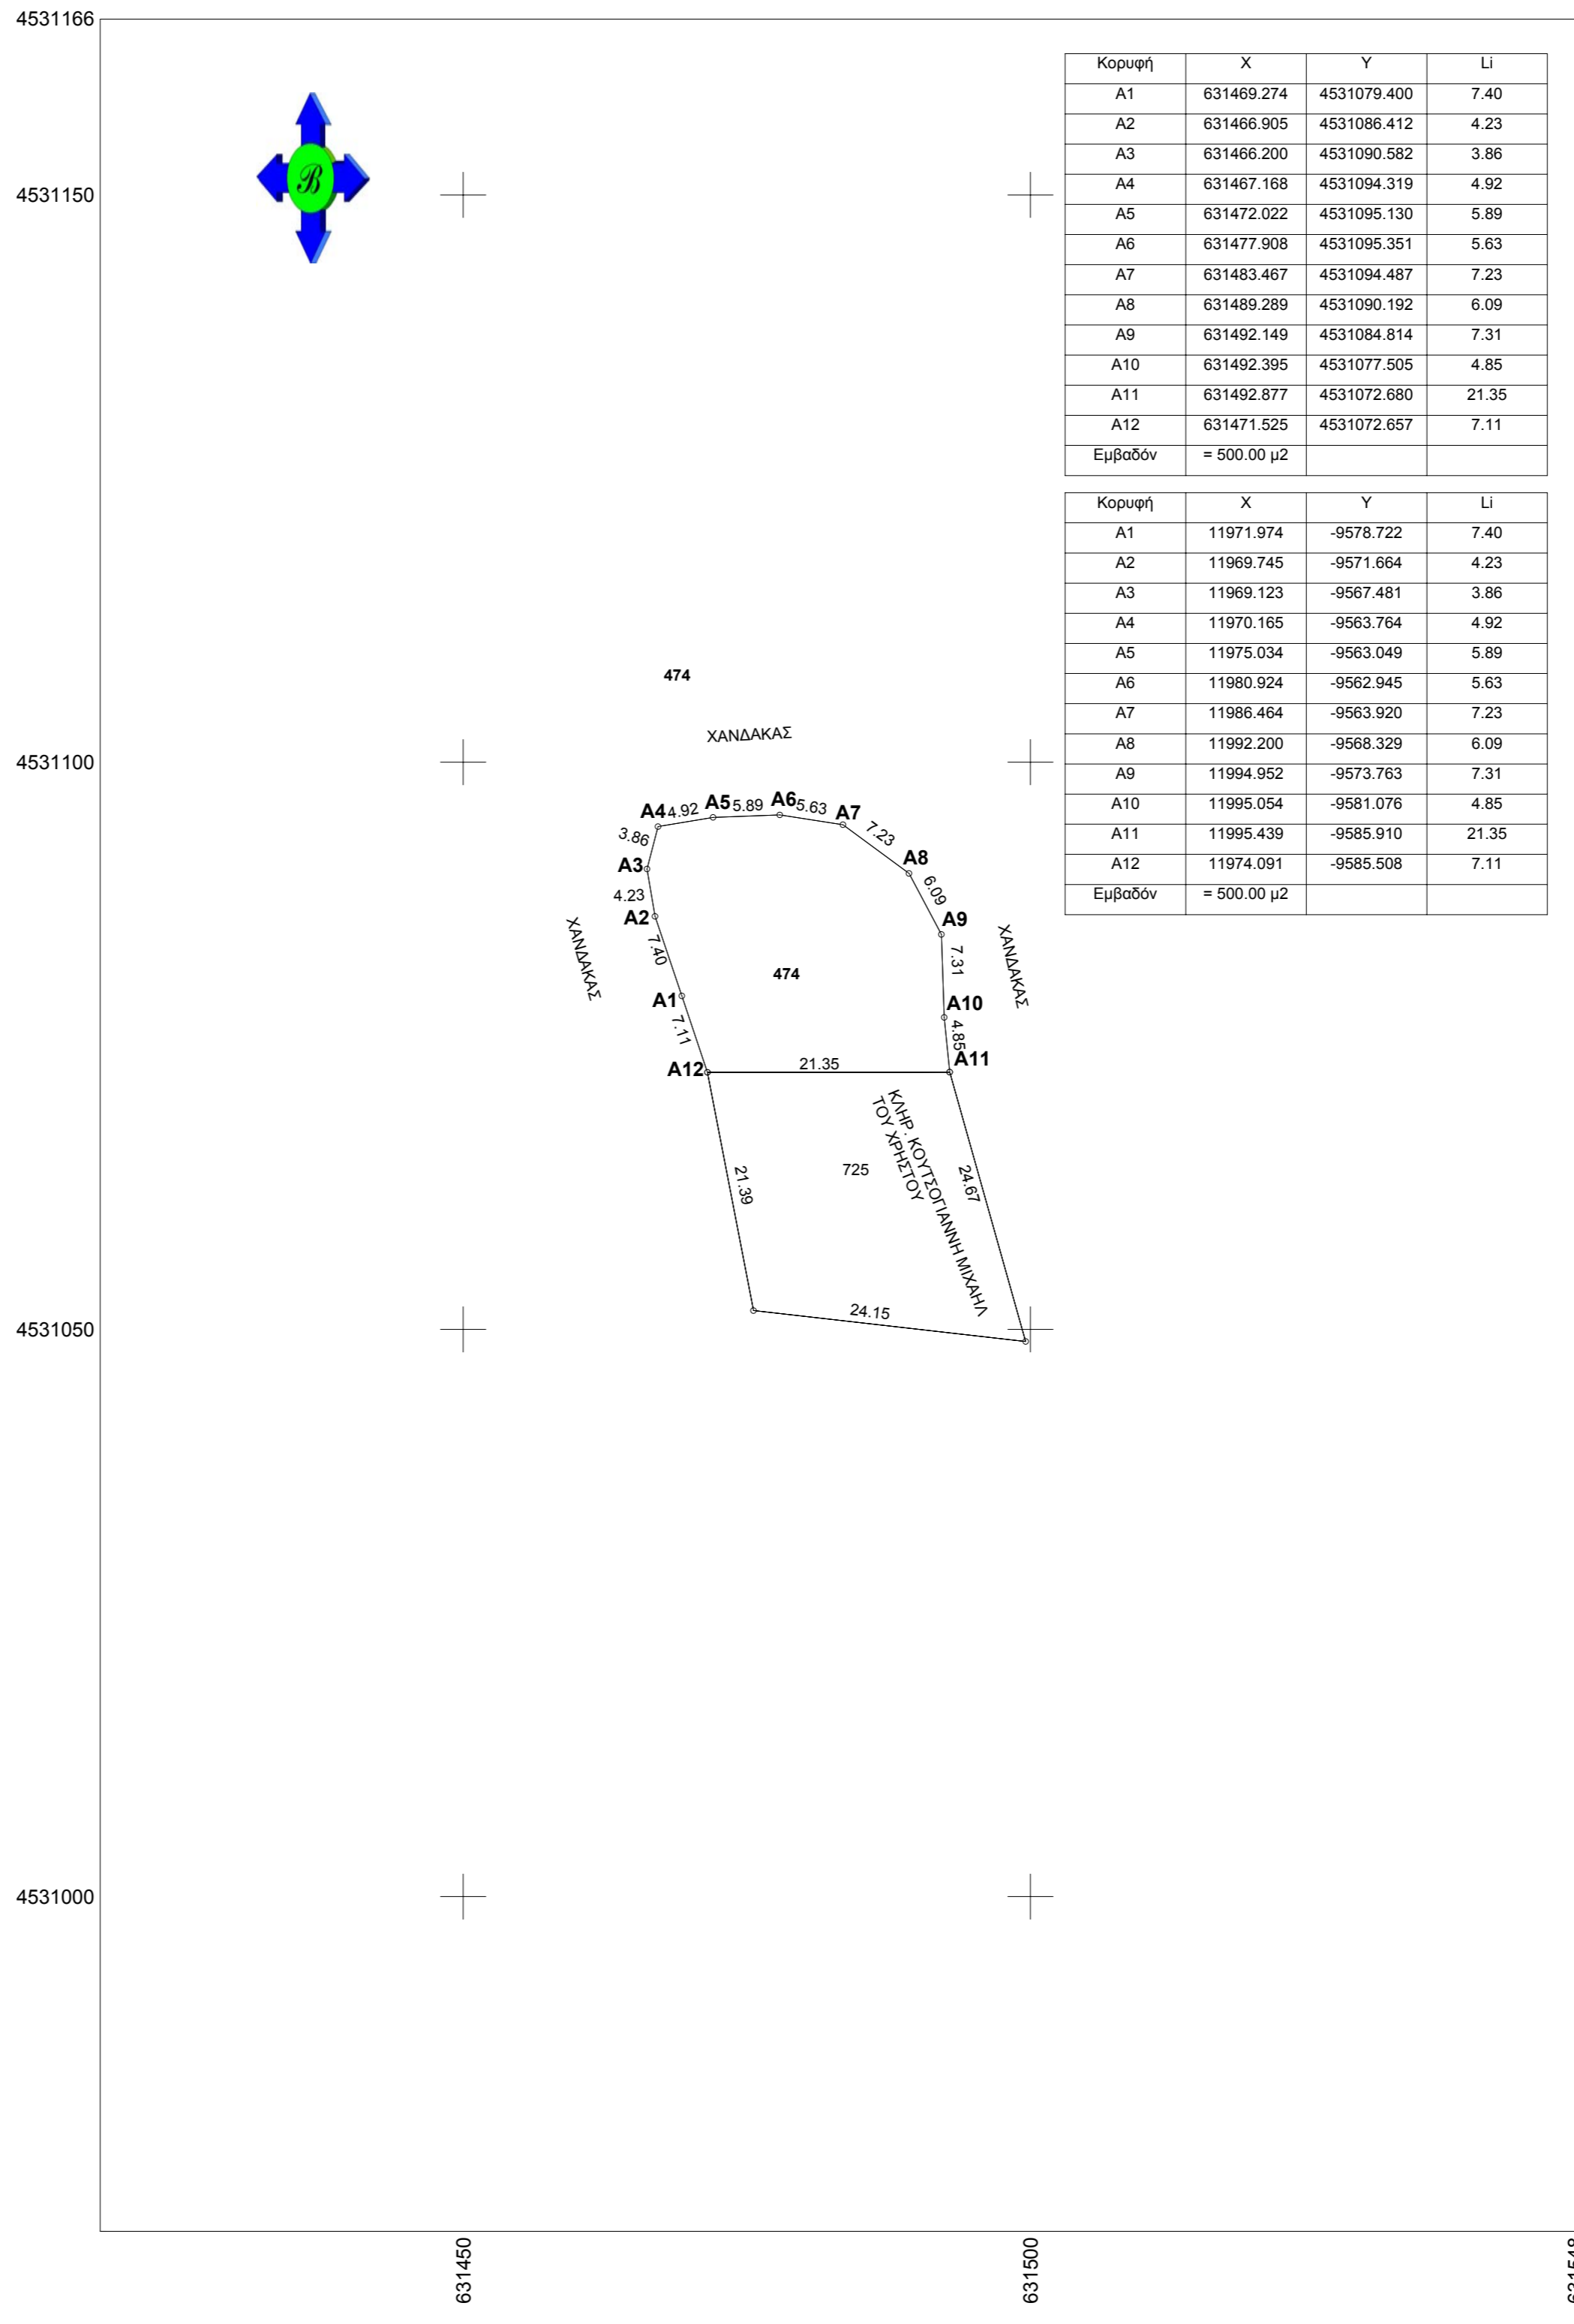 4531166
Κορυφή X Y Li
A1 631469.274 4531079.400 7.40
A2 631466.905 4531086.412 4.23
A3 631466.200 4531090.582 3.86
A4 631467.168 4531094.319 4.92
A5 631472.022 4531095.130 5.89
A6 631477.908 4531095.351 5.63
A7 631483.467 4531094.487 7.23
A8 631489.289 4531090.192 6.09
A9 631492.149 4531084.814 7.31
A10 631492.395 4531077.505 4.85
A11 631492.877 4531072.680 21.35
A12 631471.525 4531072.657 7.11
Εμβαδόν = 500.00 μ2
B
4531150
Κορυφή X Y Li
A1 11971.974 -9578.722 7.40
A2 11969.745 -9571.664 4.23
A3 11969.123 -9567.481 3.86
A4 11970.165 -9563.764 4.92
A5 11975.034 -9563.049 5.89
A6 11980.924 -9562.945 5.63
A7 11986.464 -9563.920 7.23
A8 11992.200 -9568.329 6.09
A9 11994.952 -9573.763 7.31
A10 11995.054 -9581.076 4.85
A11 11995.439 -9585.910 21.35
A12 11974.091 -9585.508 7.11
Εμβαδόν = 500.00 μ2
474
ΧΑΝΔΑΚΑΣ
4531100
A4 4.92 A5 5.89 A6 5.63 A7
3.86
7.23
A3
A8
4.23
6.09
A2
A9
ΧΑΝΔΑΚΑΣ
7.40
7.31
ΧΑΝΔΑΚΑΣ
474
A1
A10
7.11
4.85
A12
21.35
A11
ΚΛΗΡ. ΚΟΥΤΣΟΓΙΑΝΝΗ ΜΙΧΑΗΛ
ΤΟΥ ΧΡΗΣΤΟΥ
725
21.39
24.67
24.15
4531050
4531000
631450
631500
631548